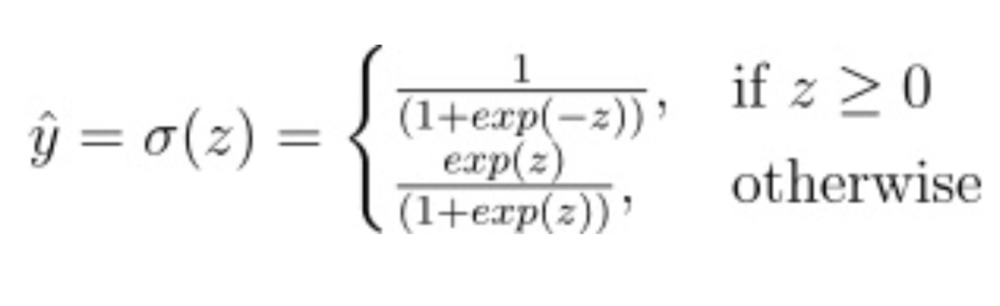 ŷ = σ(z) = { 1/(1+exp(−z)), if z ≥ 0
exp(z)/(1+exp(z)), otherwise